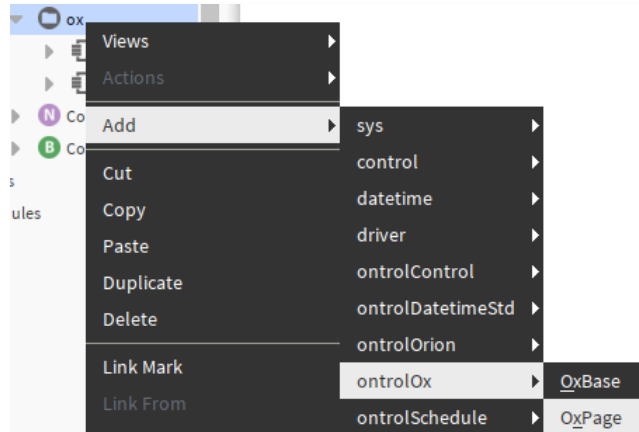 ox
Views
Actions
N Co
Add
sys
B Co
control
Cut
datetime
ules
Copy
driver
Paste
ontrolControl
Duplicate
ontrolDatetimeStd
Delete
ontrolOrion
Link Mark
ontrolOx
OxBase
Link From
ontrolSchedule
OxPage